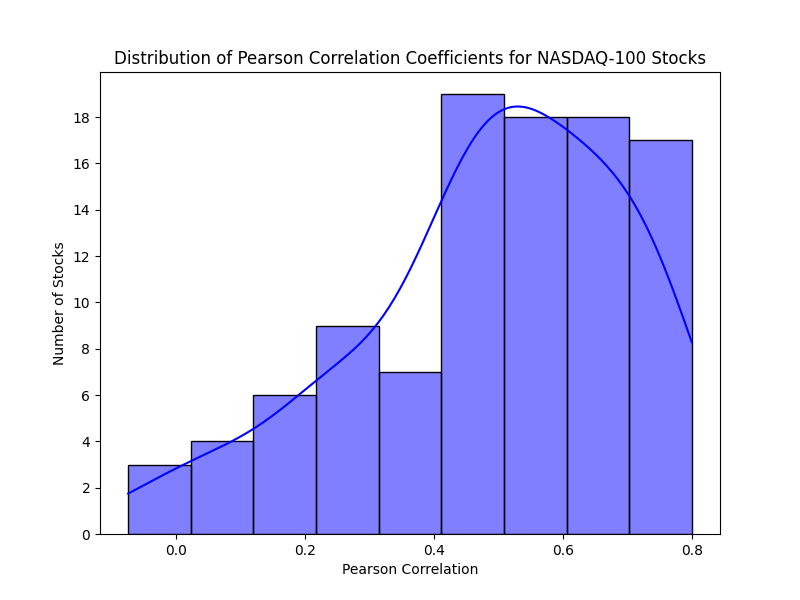 Distribution of Pearson Correlation Coefficients for NASDAQ-100 Stocks
Number of Stocks
18
16
14
12
10
8
6
4
2
0
0.0 0.2 0.4 0.6 0.8
Pearson Correlation